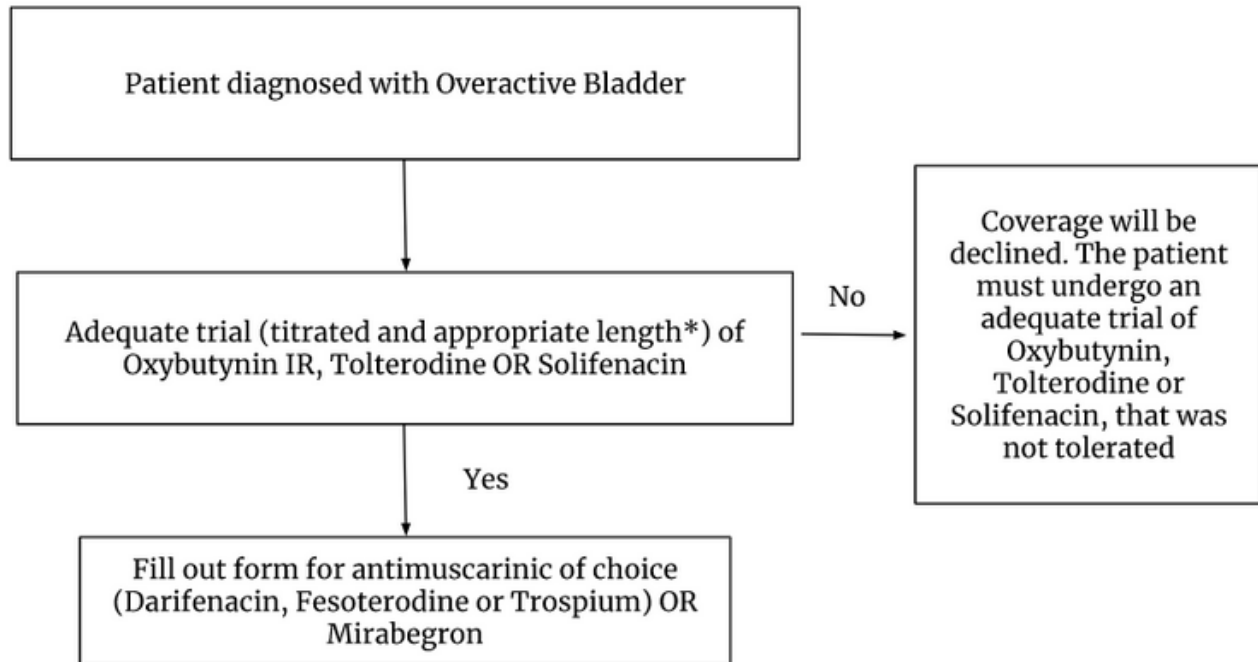 Patient diagnosed with Overactive Bladder
Adequate trial (titrated and appropriate length*) of
Oxybutynin IR, Tolterodine OR Solifenacin
No
Coverage will be
declined. The patient
must undergo an
adequate trial of
Oxybutynin,
Tolterodine or
Solifenacin, that was
not tolerated
Yes
Fill out form for antimuscarinic of choice
(Darifenacin, Fesoterodine or Trospium) OR
Mirabegron